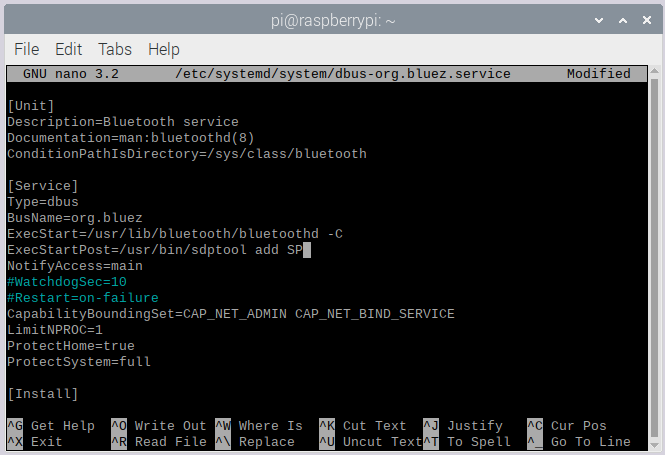 pi@raspberrypi: ~
File Edit Tabs Help
GNU nano 3.2 /etc/systemd/system/dbus-org.bluez.service Modified
[Unit]
Description=Bluetooth service
Documentation=man:bluetoothd(8)
ConditionPathIsDirectory=/sys/class/bluetooth
[Service]
Type=dbus
BusName=org.bluez
ExecStart=/usr/lib/bluetooth/bluetoothd -C
ExecStartPost=/usr/bin/sdptool add SP
NotifyAccess=main
#WatchdogSec=10
#Restart=on-failure
CapabilityBoundingSet=CAP_NET_ADMIN CAP_NET_BIND_SERVICE
LimitNPROC=1
ProtectHome=true
ProtectSystem=full
[Install]
^G Get Help ^O Write Out ^W Where Is ^K Cut Text ^J Justify ^C Cur Pos
^X Exit ^R Read File ^\ Replace ^U Uncut Text ^T To Spell ^_ Go To Line